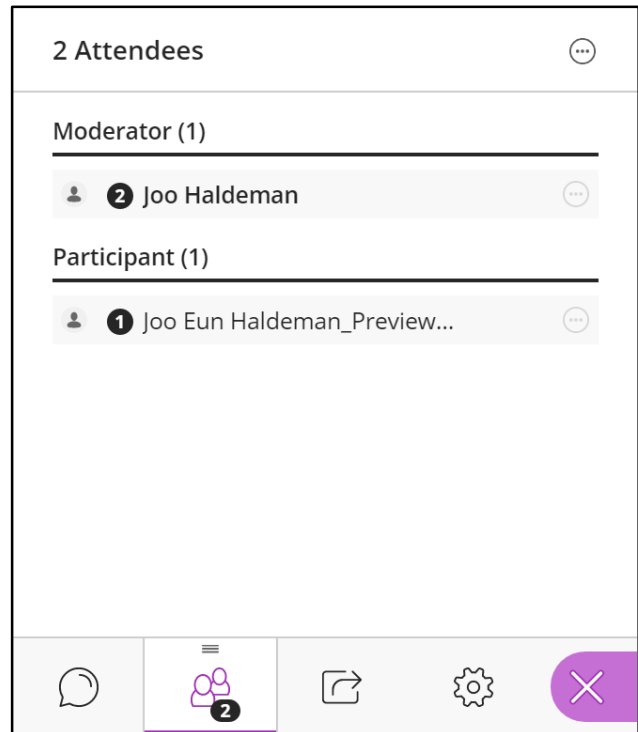 2 Attendees
Moderator (1)
2 Joo Haldeman
Participant (1)
1 Joo Eun Haldeman_Preview...
2